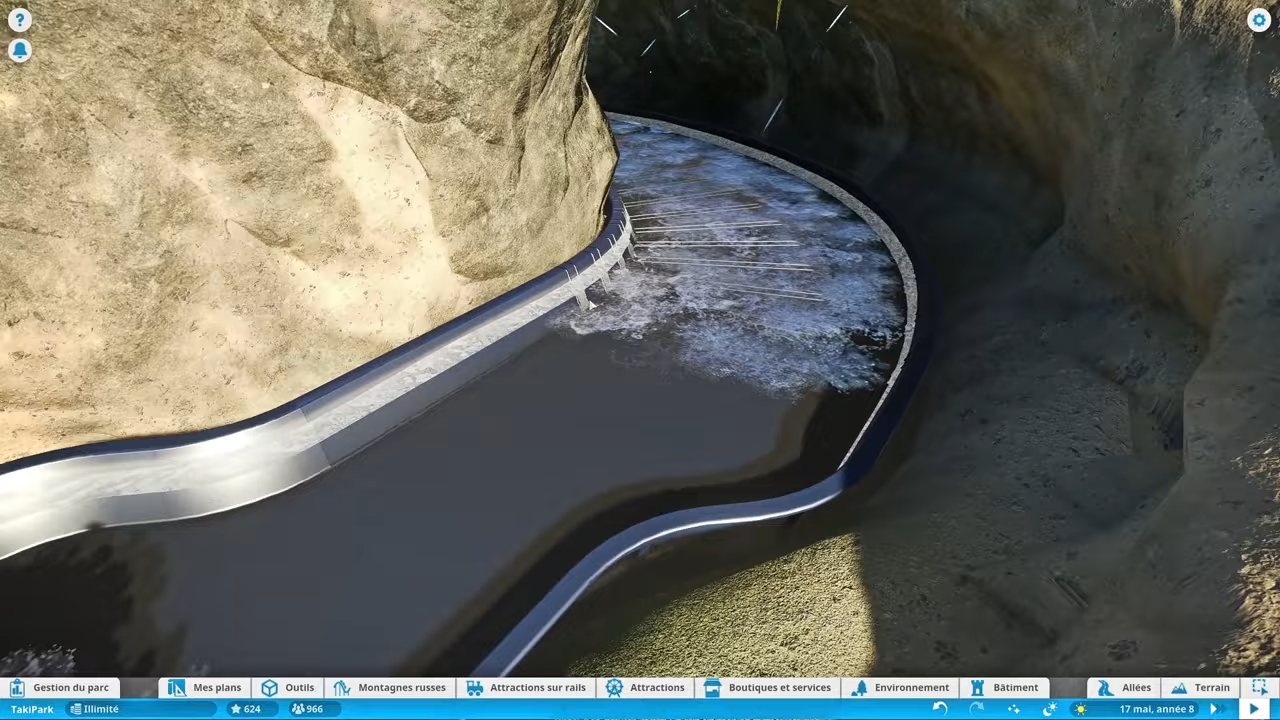 ?
Gestion du parc
Mes plans
Outils
Montagnes russes
Attractions sur rails
Attractions
Boutiques et services
Environnement
Bâtiment
Allées
Terrain
TakiPark
Illimité
624
966
17 mai, année 8